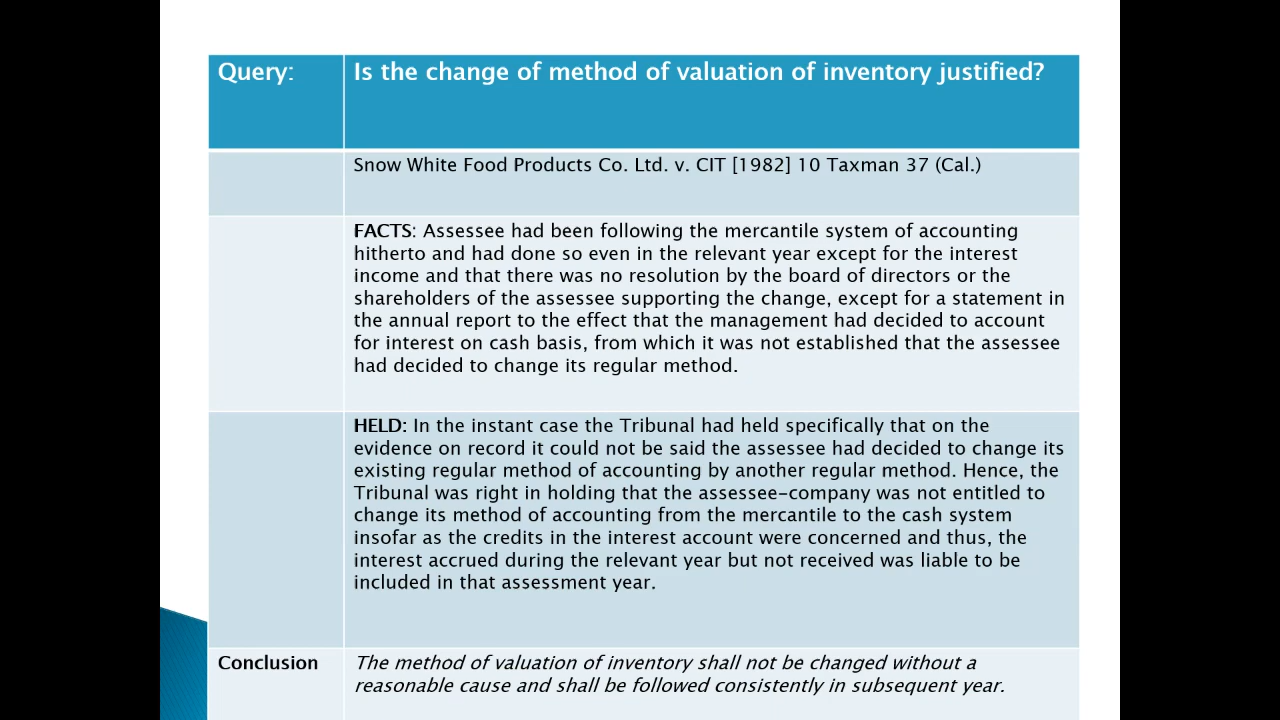 Query:
Is the change of method of valuation of inventory justified?
Snow White Food Products Co. Ltd. v. CIT [1982] 10 Taxman 37 (Cal.)
FACTS: Assessee had been following the mercantile system of accounting
hitherto and had done so even in the relevant year except for the interest
income and that there was no resolution by the board of directors or the
shareholders of the assessee supporting the change, except for a statement in
the annual report to the effect that the management had decided to account
for interest on cash basis, from which it was not established that the assessee
had decided to change its regular method.
HELD: In the instant case the Tribunal had held specifically that on the
evidence on record it could not be said the assessee had decided to change its
existing regular method of accounting by another regular method. Hence, the
Tribunal was right in holding that the assessee-company was not entitled to
change its method of accounting from the mercantile to the cash system
insofar as the credits in the interest account were concerned and thus, the
interest accrued during the relevant year but not received was liable to be
included in that assessment year.
Conclusion
The method of valuation of inventory shall not be changed without a
reasonable cause and shall be followed consistently in subsequent year.